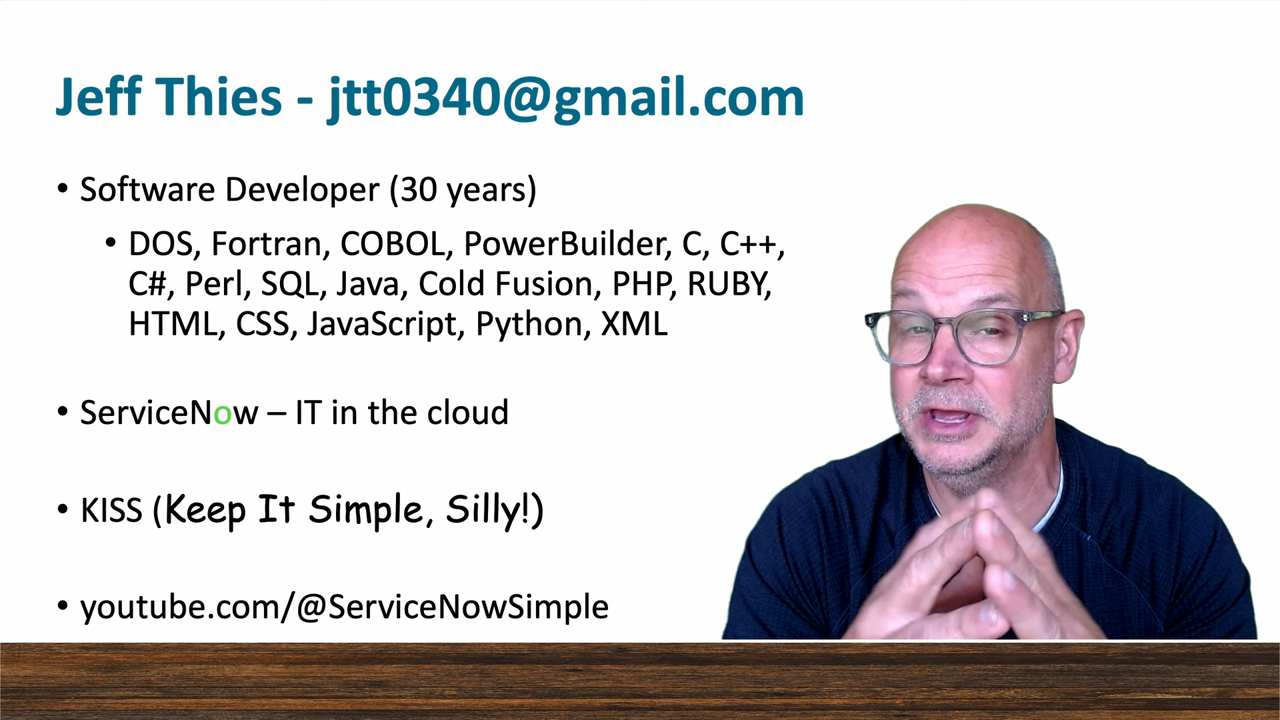 Jeff Thies - jtt0340@gmail.com
• Software Developer (30 years)
• DOS, Fortran, COBOL, PowerBuilder, C, C++,
C#, Perl, SQL, Java, Cold Fusion, PHP, RUBY,
HTML, CSS, JavaScript, Python, XML
• ServiceNow – IT in the cloud
• KISS (Keep It Simple, Silly!)
• youtube.com/@ServiceNowSimple